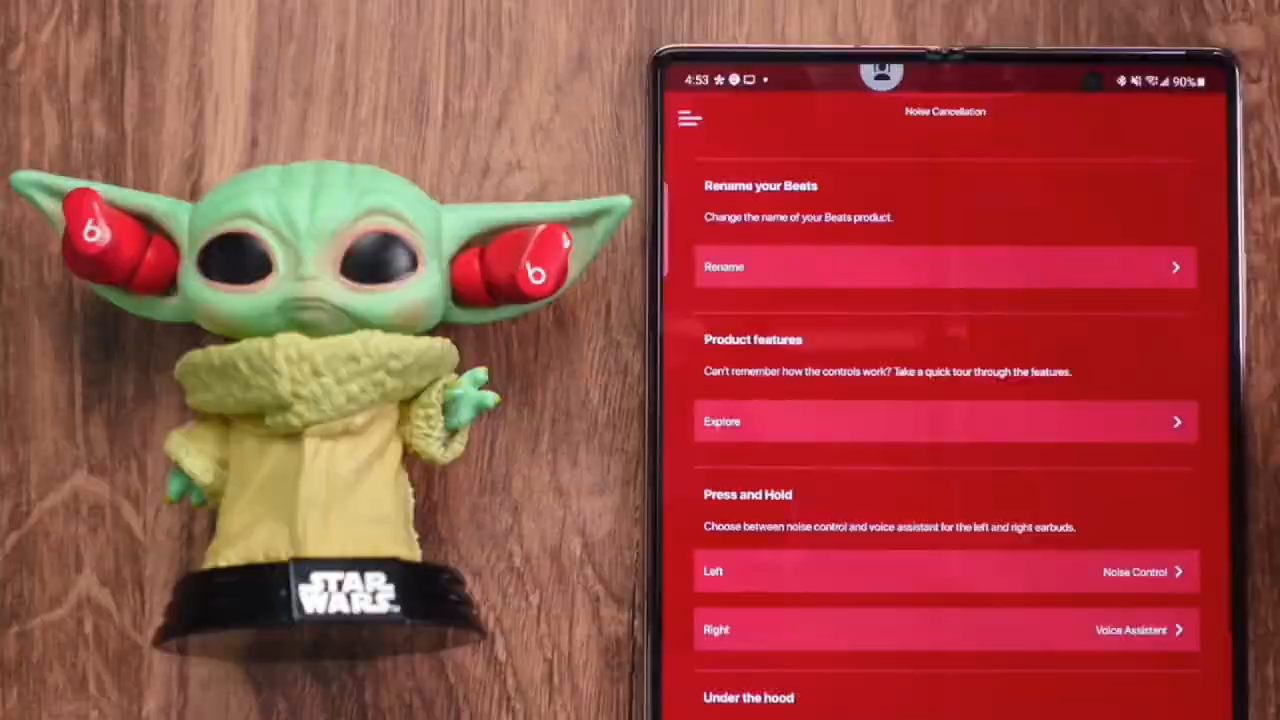 b
b
STAR
WARS
4:53
90%
Noise Cancellation
Rename your Beats
Change the name of your Beats product.
Rename
Product features
Can't remember how the controls work? Take a quick tour through the features.
Explore
Press and Hold
Choose between noise control and voice assistant for the left and right earbuds.
Left Noise Control
Right Voice Assistant
Under the hood